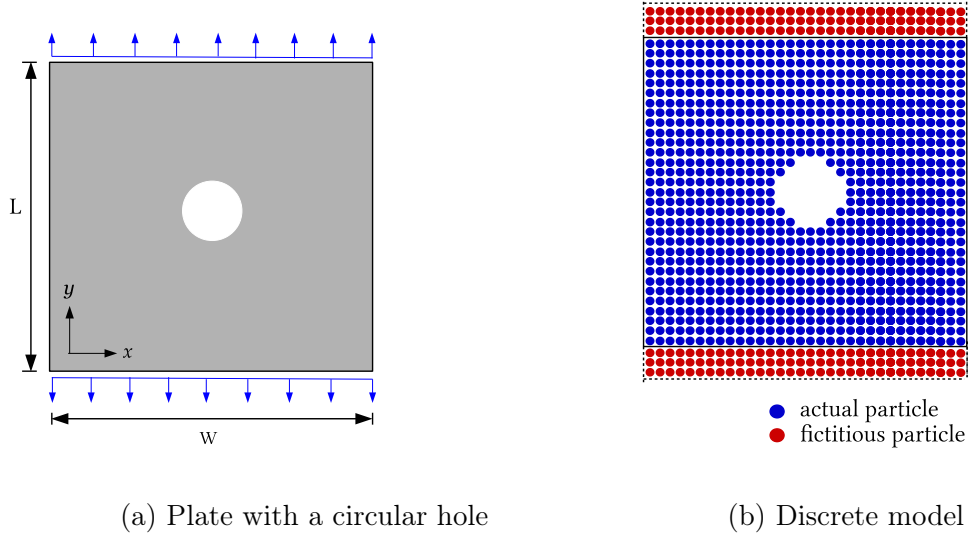 L
y
x
W
actual particle
fictitious particle
(a) Plate with a circular hole
(b) Discrete model